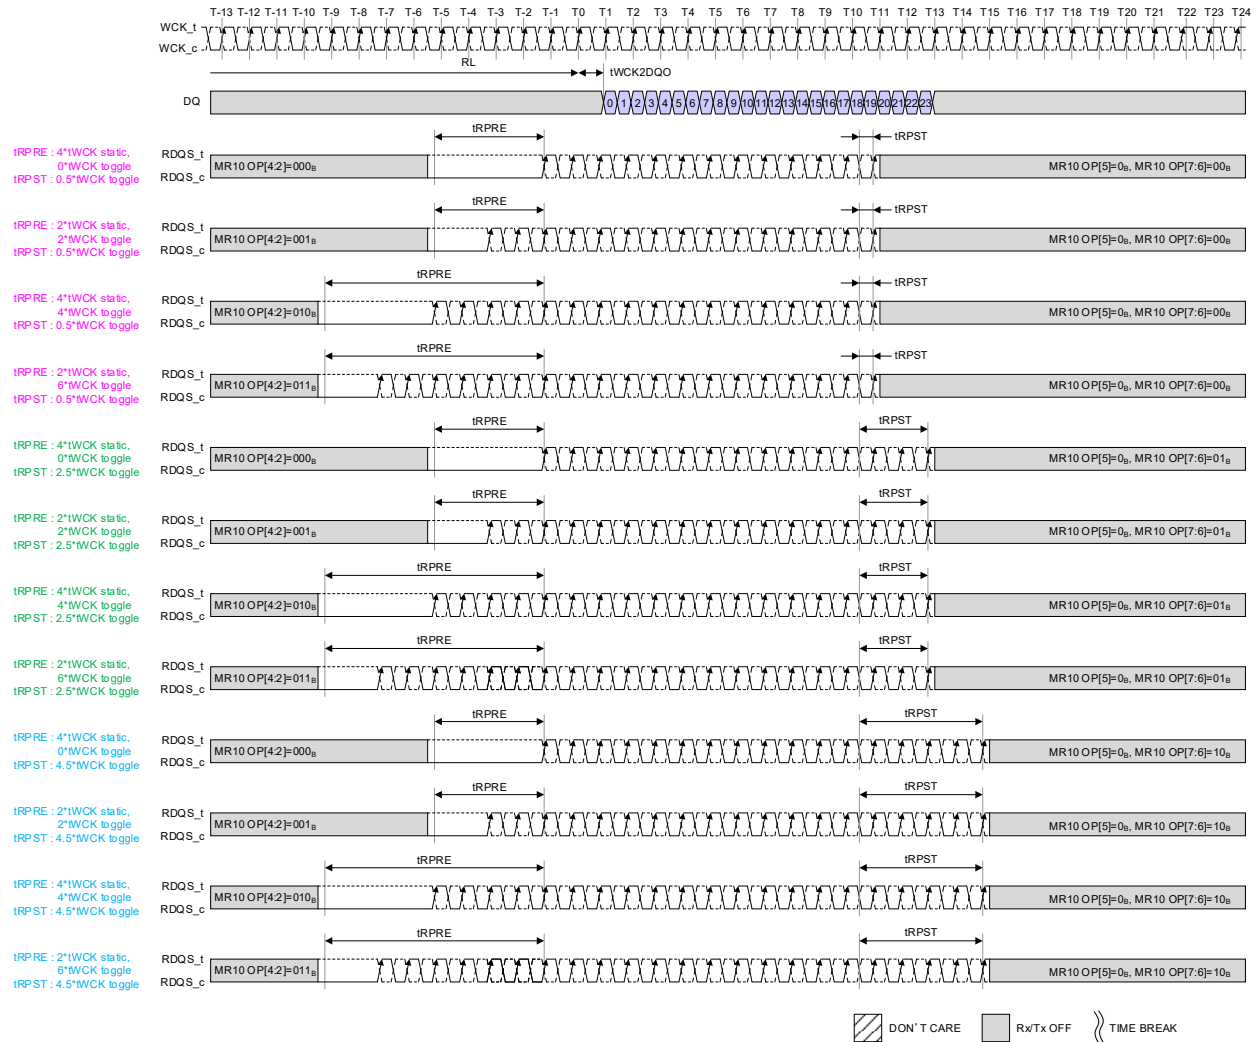 T-13 T-12 T-11 T-10 T-9 T-8 T-7 T-6 T-5 T-4 T-3 T-2 T-1 T0 T1 T2 T3 T4 T5 T6 T7 T8 T9 T10 T11 T12 T13 T14 T15 T16 T17 T18 T19 T20 T21 T22 T23 T24
WCK_t
WCK_c
RL
tWCK2DQO
DQ 0 1 2 3 4 5 6 7 8 9 10 11 12 13 14 15 16 17 18 19 20 21 22 23
tRPRE tRPST
tRPRE : 4*tWCK static,
0*tWCK toggle
tRPST : 0.5*tWCK toggle
RDQS_t
RDQS_c
MR10 OP[4:2]=000B MR10 OP[5]=0B, MR10 OP[7:6]=00B
tRPRE tRPST
tRPRE : 2*tWCK static,
2*tWCK toggle
tRPST : 0.5*tWCK toggle
RDQS_t
RDQS_c
MR10 OP[4:2]=001B MR10 OP[5]=0B, MR10 OP[7:6]=00B
tRPRE tRPST
tRPRE : 4*tWCK static,
4*tWCK toggle
tRPST : 0.5*tWCK toggle
RDQS_t
RDQS_c
MR10 OP[4:2]=010B MR10 OP[5]=0B, MR10 OP[7:6]=00B
tRPRE tRPST
tRPRE : 2*tWCK static,
6*tWCK toggle
tRPST : 0.5*tWCK toggle
RDQS_t
RDQS_c
MR10 OP[4:2]=011B MR10 OP[5]=0B, MR10 OP[7:6]=00B
tRPRE tRPST
tRPRE : 4*tWCK static,
0*tWCK toggle
tRPST : 2.5*tWCK toggle
RDQS_t
RDQS_c
MR10 OP[4:2]=000B MR10 OP[5]=0B, MR10 OP[7:6]=01B
tRPRE tRPST
tRPRE : 2*tWCK static,
2*tWCK toggle
tRPST : 2.5*tWCK toggle
RDQS_t
RDQS_c
MR10 OP[4:2]=001B MR10 OP[5]=0B, MR10 OP[7:6]=01B
tRPRE tRPST
tRPRE : 4*tWCK static,
4*tWCK toggle
tRPST : 2.5*tWCK toggle
RDQS_t
RDQS_c
MR10 OP[4:2]=010B MR10 OP[5]=0B, MR10 OP[7:6]=01B
tRPRE tRPST
tRPRE : 2*tWCK static,
6*tWCK toggle
tRPST : 2.5*tWCK toggle
RDQS_t
RDQS_c
MR10 OP[4:2]=011B MR10 OP[5]=0B, MR10 OP[7:6]=01B
tRPRE tRPST
tRPRE : 4*tWCK static,
0*tWCK toggle
tRPST : 4.5*tWCK toggle
RDQS_t
RDQS_c
MR10 OP[4:2]=000B MR10 OP[5]=0B, MR10 OP[7:6]=10B
tRPRE tRPST
tRPRE : 2*tWCK static,
2*tWCK toggle
tRPST : 4.5*tWCK toggle
RDQS_t
RDQS_c
MR10 OP[4:2]=001B MR10 OP[5]=0B, MR10 OP[7:6]=10B
tRPRE tRPST
tRPRE : 4*tWCK static,
4*tWCK toggle
tRPST : 4.5*tWCK toggle
RDQS_t
RDQS_c
MR10 OP[4:2]=010B MR10 OP[5]=0B, MR10 OP[7:6]=10B
tRPRE tRPST
tRPRE : 2*tWCK static,
6*tWCK toggle
tRPST : 4.5*tWCK toggle
RDQS_t
RDQS_c
MR10 OP[4:2]=011B MR10 OP[5]=0B, MR10 OP[7:6]=10B
DON'T CARE Rx/Tx OFF TIME BREAK